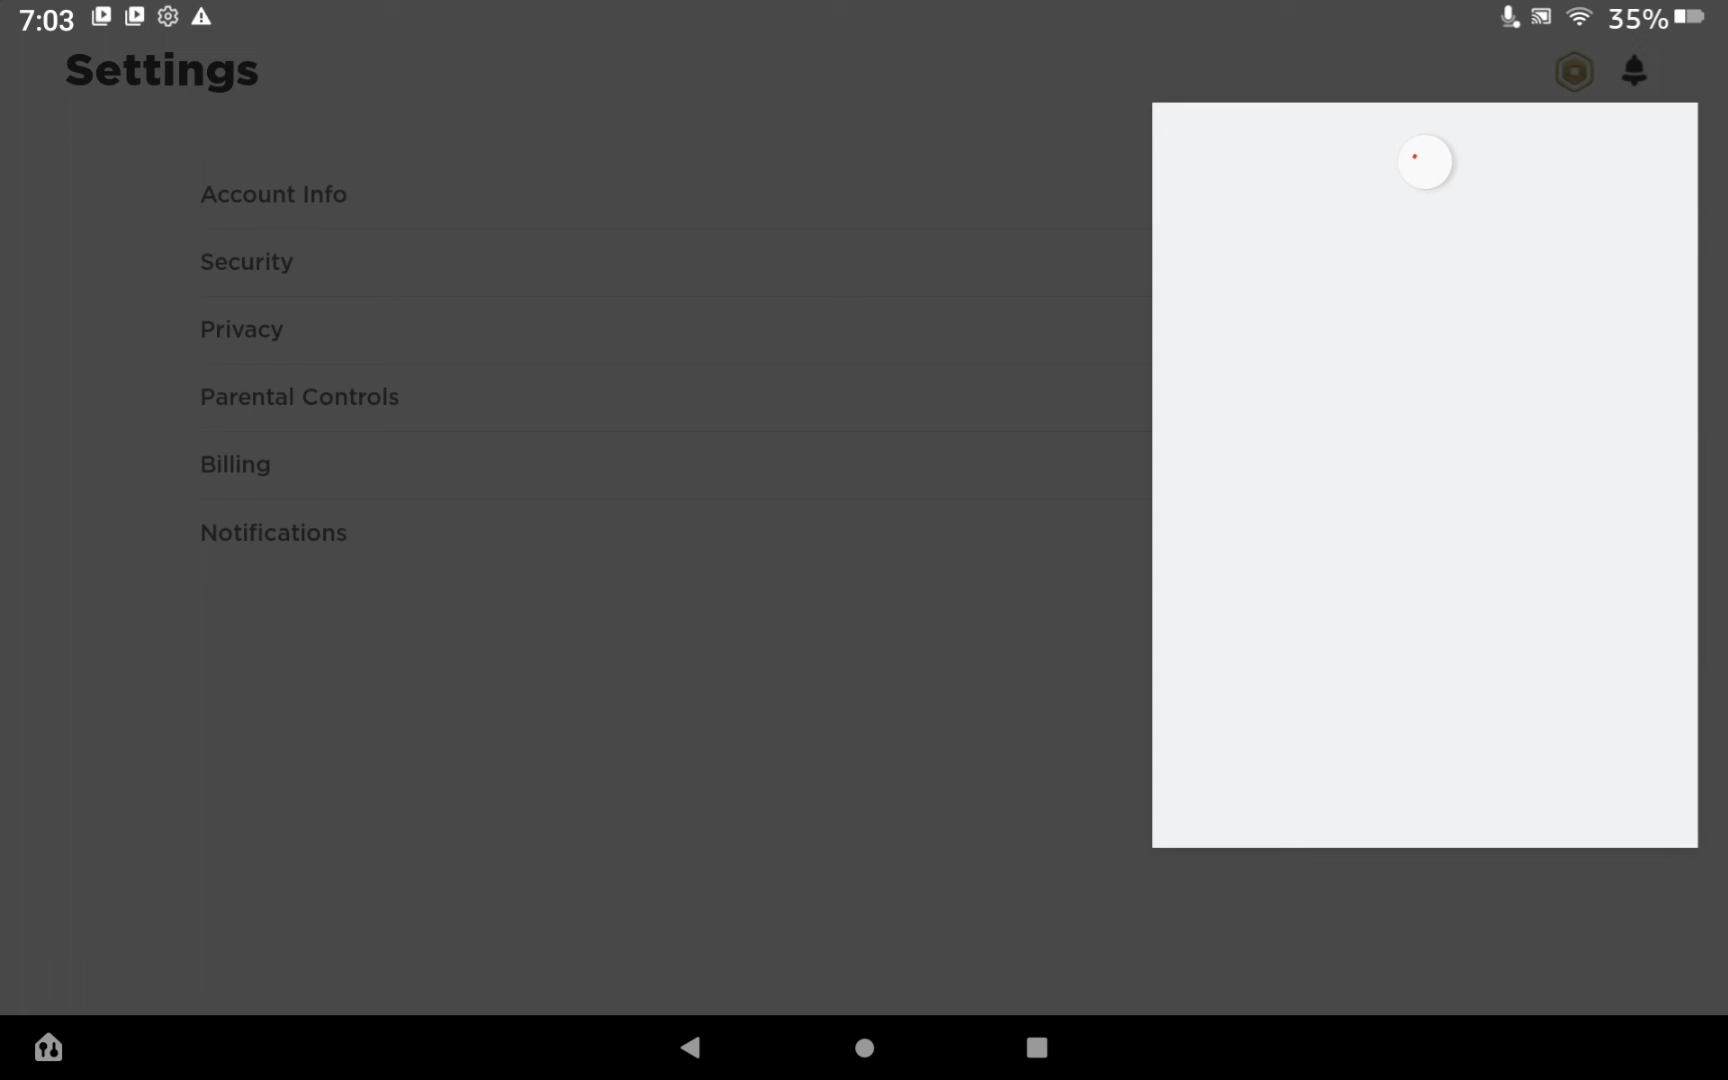 7:03
35%
Settings
Account Info
Security
Privacy
Parental Controls
Billing
Notifications